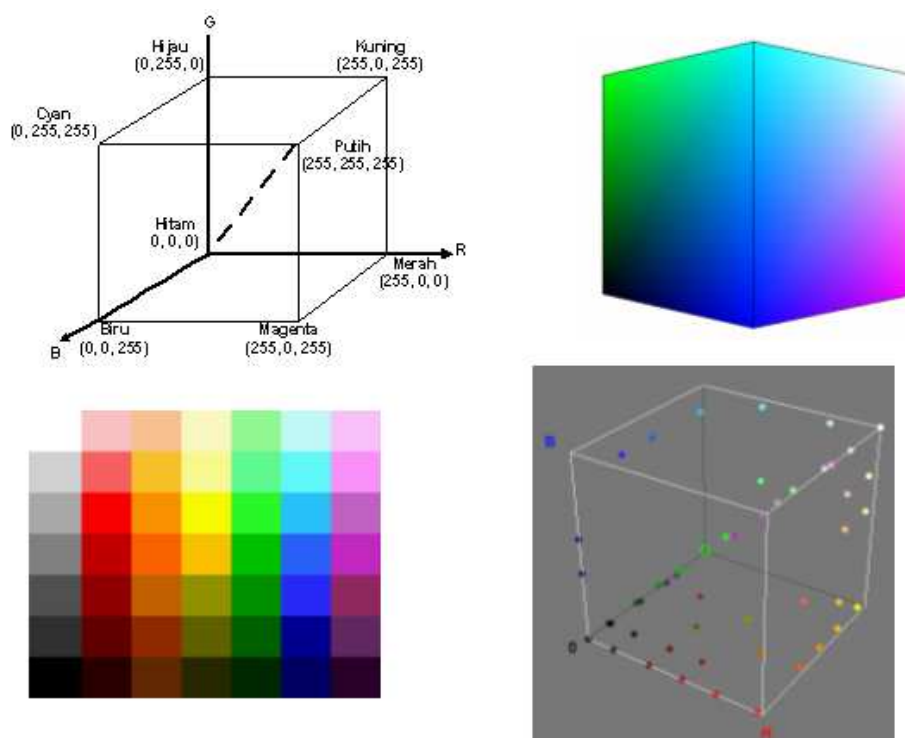 G
Hijau
(0,255,0)
Kuning
(255,0,255)
Cyan
(0,255,255)
Putih
(255,255,255)
Hitam
0,0,0)
R
Merah
(255,0,0)
Biru
(0,0,255)
B
Magenta
(255,0,255)
B
G
0
R